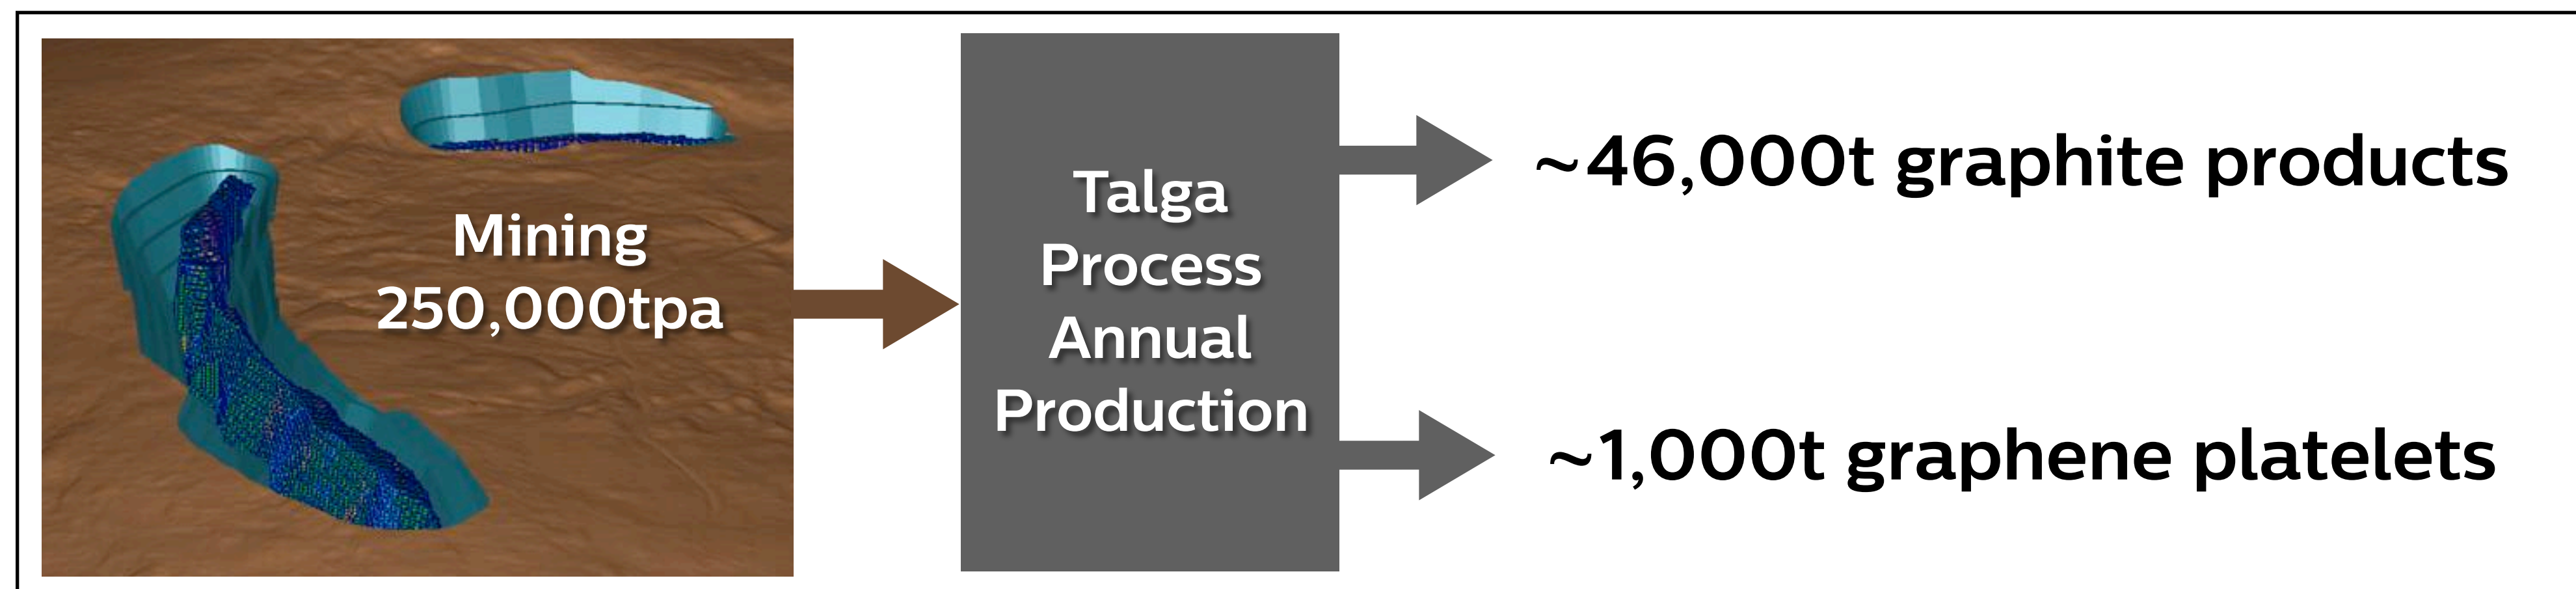 Mining
250,000tpa
Talga
Process
Annual
Production
~46,000t graphite products
~1,000t graphene platelets